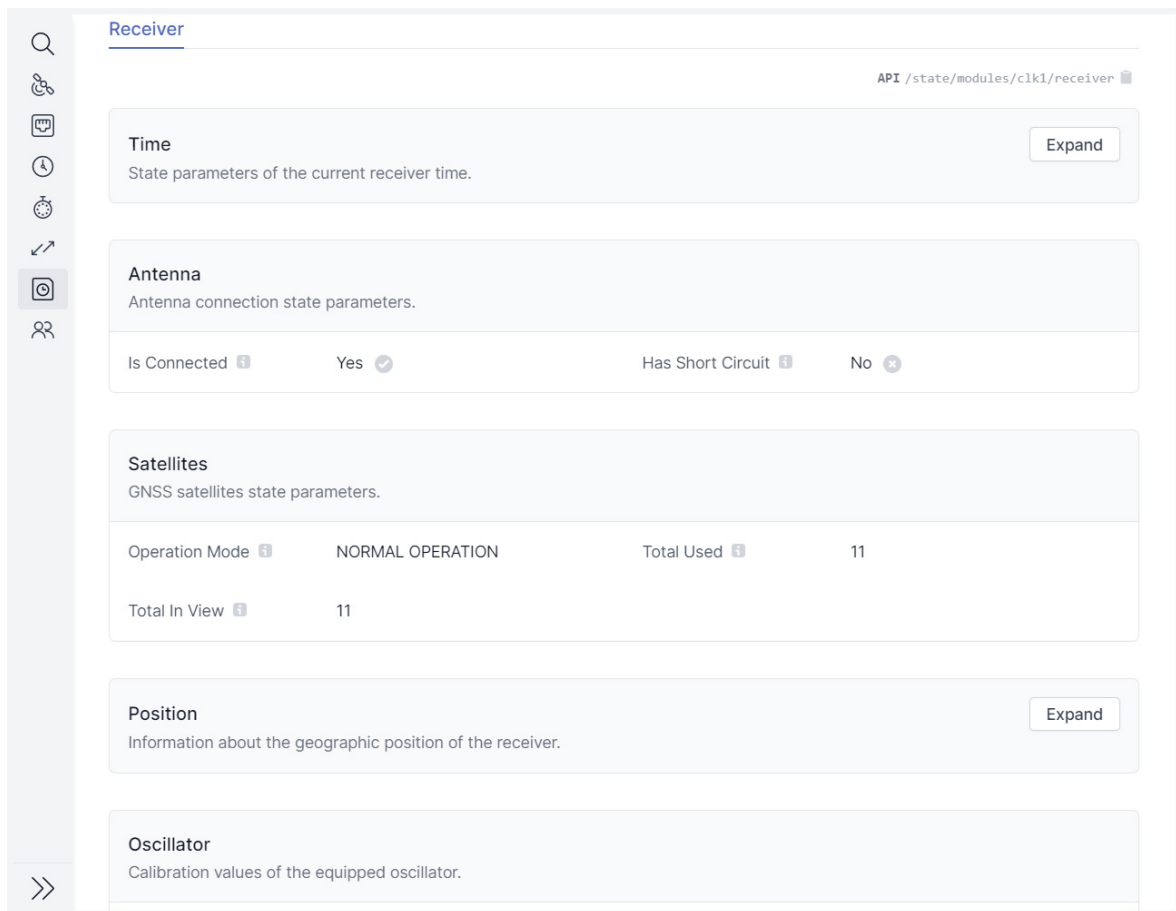 Receiver
API /state/modules/clk1/receiver
Time
Expand
State parameters of the current receiver time.
Antenna
Antenna connection state parameters.
Is Connected Yes Has Short Circuit No
Satellites
GNSS satellites state parameters.
Operation Mode NORMAL OPERATION Total Used 11
Total In View 11
Position
Expand
Information about the geographic position of the receiver.
Oscillator
Calibration values of the equipped oscillator.